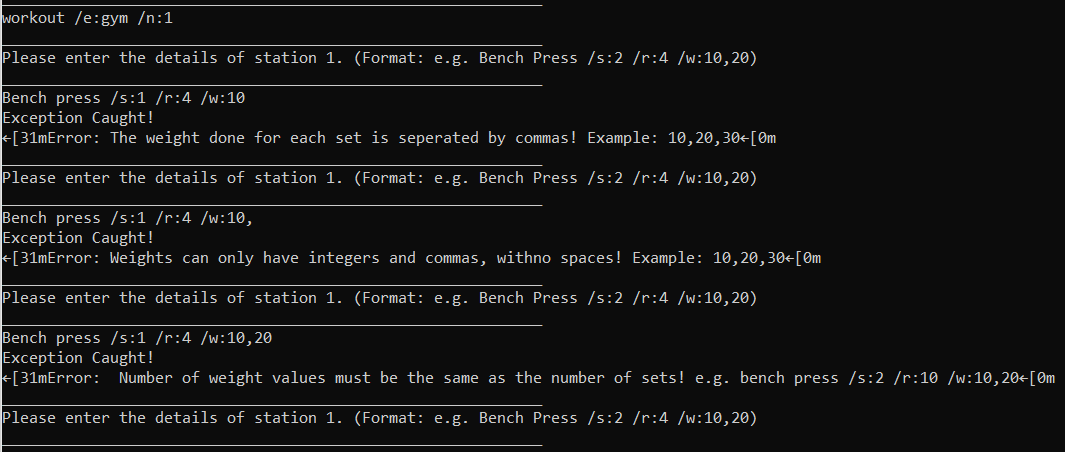 workout /e:gym /n:1
Please enter the details of station 1. (Format: e.g. Bench Press /s:2 /r:4 /w:10,20)
Bench press /s:1 /r:4 /w:10
Exception Caught!
←[31mError: The weight done for each set is seperated by commas! Example: 10,20,30←[0m
Please enter the details of station 1. (Format: e.g. Bench Press /s:2 /r:4 /w:10,20)
Bench press /s:1 /r:4 /w:10,
Exception Caught!
←[31mError: Weights can only have integers and commas, withno spaces! Example: 10,20,30←[0m
Please enter the details of station 1. (Format: e.g. Bench Press /s:2 /r:4 /w:10,20)
Bench press /s:1 /r:4 /w:10,20
Exception Caught!
←[31mError:  Number of weight values must be the same as the number of sets! e.g. bench press /s:2 /r:10 /w:10,20←[0m
Please enter the details of station 1. (Format: e.g. Bench Press /s:2 /r:4 /w:10,20)